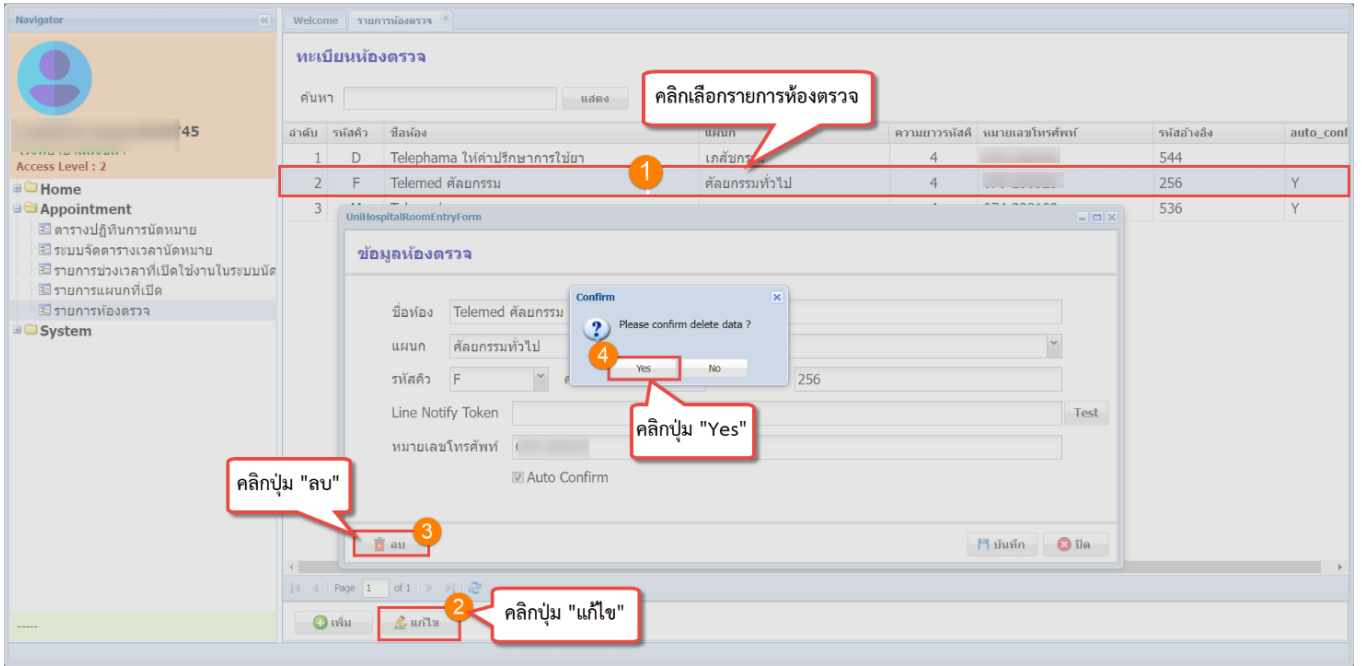 Navigator
Welcome รายการห้องตรวจ
ทะเบียนห้องตรวจ
ค้นหา แสดง
คลิกเลือกรายการห้องตรวจ
ลำดับ รหัสคิว ชื่อห้อง แผนก ความยาวรหัสคิ หมายเลขโทรศัพท์ รหัสอ้างอิง auto_conf
1 D Telephama ให้คำปรึกษาการใช้ยา 4 544
1
2 F Telemed ศัลยกรรม ศัลยกรรมทั่วไป 4 256 Y
3 536 Y
45
Access Level : 2
Home
Appointment
ตารางปฏิทินการนัดหมาย
ระบบจัดตารางเวลานัดหมาย
รายการช่วงเวลาที่เปิดใช้งานในระบบนัด
รายการแผนกที่เปิด
รายการห้องตรวจ
System
-----
UniHospitalRoomEntryForm
ข้อมูลห้องตรวจ
ชื่อห้อง Telemed ศัลยกรรม
แผนก ศัลยกรรมทั่วไป
รหัสคิว F 256
Line Notify Token Test
หมายเลขโทรศัพท์
Auto Confirm
Confirm
Please confirm delete data ?
4
Yes No
คลิกปุ่ม "Yes"
คลิกปุ่ม "ลบ"
3
ลบ บันทึก ปิด
Page 1 of 1
2
คลิกปุ่ม "แก้ไข"
เพิ่ม แก้ไข